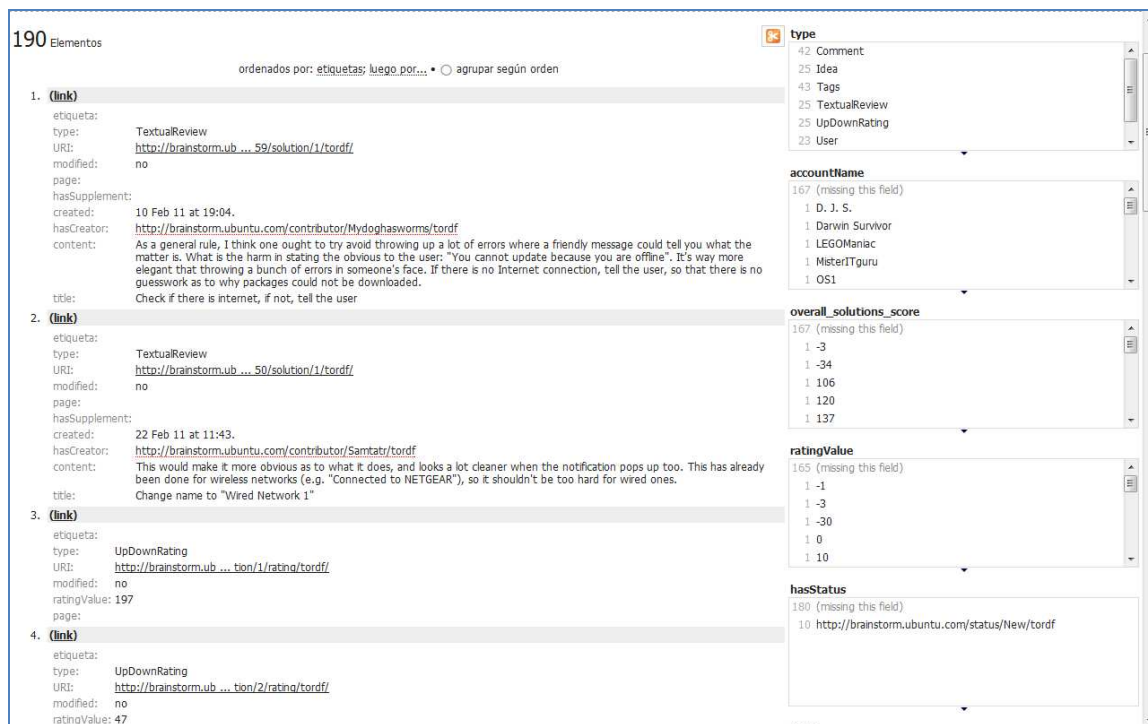 190 Elementos
ordenados por: etiquetas; luego por... • agrupar según orden
1. (link)
etiqueta:
type: TextualReview
URI: http://brainstorm.ub ... 59/solution/1/tordf/
modified: no
page:
hasSupplement:
created: 10 Feb 11 at 19:04.
hasCreator: http://brainstorm.ubuntu.com/contributor/Mydoghasworms/tordf
content: As a general rule, I think one ought to try avoid throwing up a lot of errors where a friendly message could tell you what the
matter is. What is the harm in stating the obvious to the user: "You cannot update because you are offline". It's way more
elegant that throwing a bunch of errors in someone's face. If there is no Internet connection, tell the user, so that there is no
guesswork as to why packages could not be downloaded.
title: Check if there is internet, if not, tell the user
2. (link)
etiqueta:
type: TextualReview
URI: http://brainstorm.ub ... 50/solution/1/tordf/
modified: no
page:
hasSupplement:
created: 22 Feb 11 at 11:43.
hasCreator: http://brainstorm.ubuntu.com/contributor/Samtatr/tordf
content: This would make it more obvious as to what it does, and looks a lot cleaner when the notification pops up too. This has already
been done for wireless networks (e.g. "Connected to NETGEAR"), so it shouldn't be too hard for wired ones.
title: Change name to "Wired Network 1"
3. (link)
etiqueta:
type: UpDownRating
URI: http://brainstorm.ub ... tion/1/rating/tordf/
modified: no
ratingValue: 197
page:
4. (link)
etiqueta:
type: UpDownRating
URI: http://brainstorm.ub ... tion/2/rating/tordf/
modified: no
ratingValue: 47
type
42 Comment
25 Idea
43 Tags
25 TextualReview
25 UpDownRating
23 User
accountName
167 (missing this field)
1 D. J. S.
1 Darwin Survivor
1 LEGOManiac
1 MisterITguru
1 OS1
overall_solutions_score
167 (missing this field)
1 -3
1 -34
1 106
1 120
1 137
ratingValue
165 (missing this field)
1 -1
1 -3
1 -30
1 0
1 10
hasStatus
180 (missing this field)
10 http://brainstorm.ubuntu.com/status/New/tordf